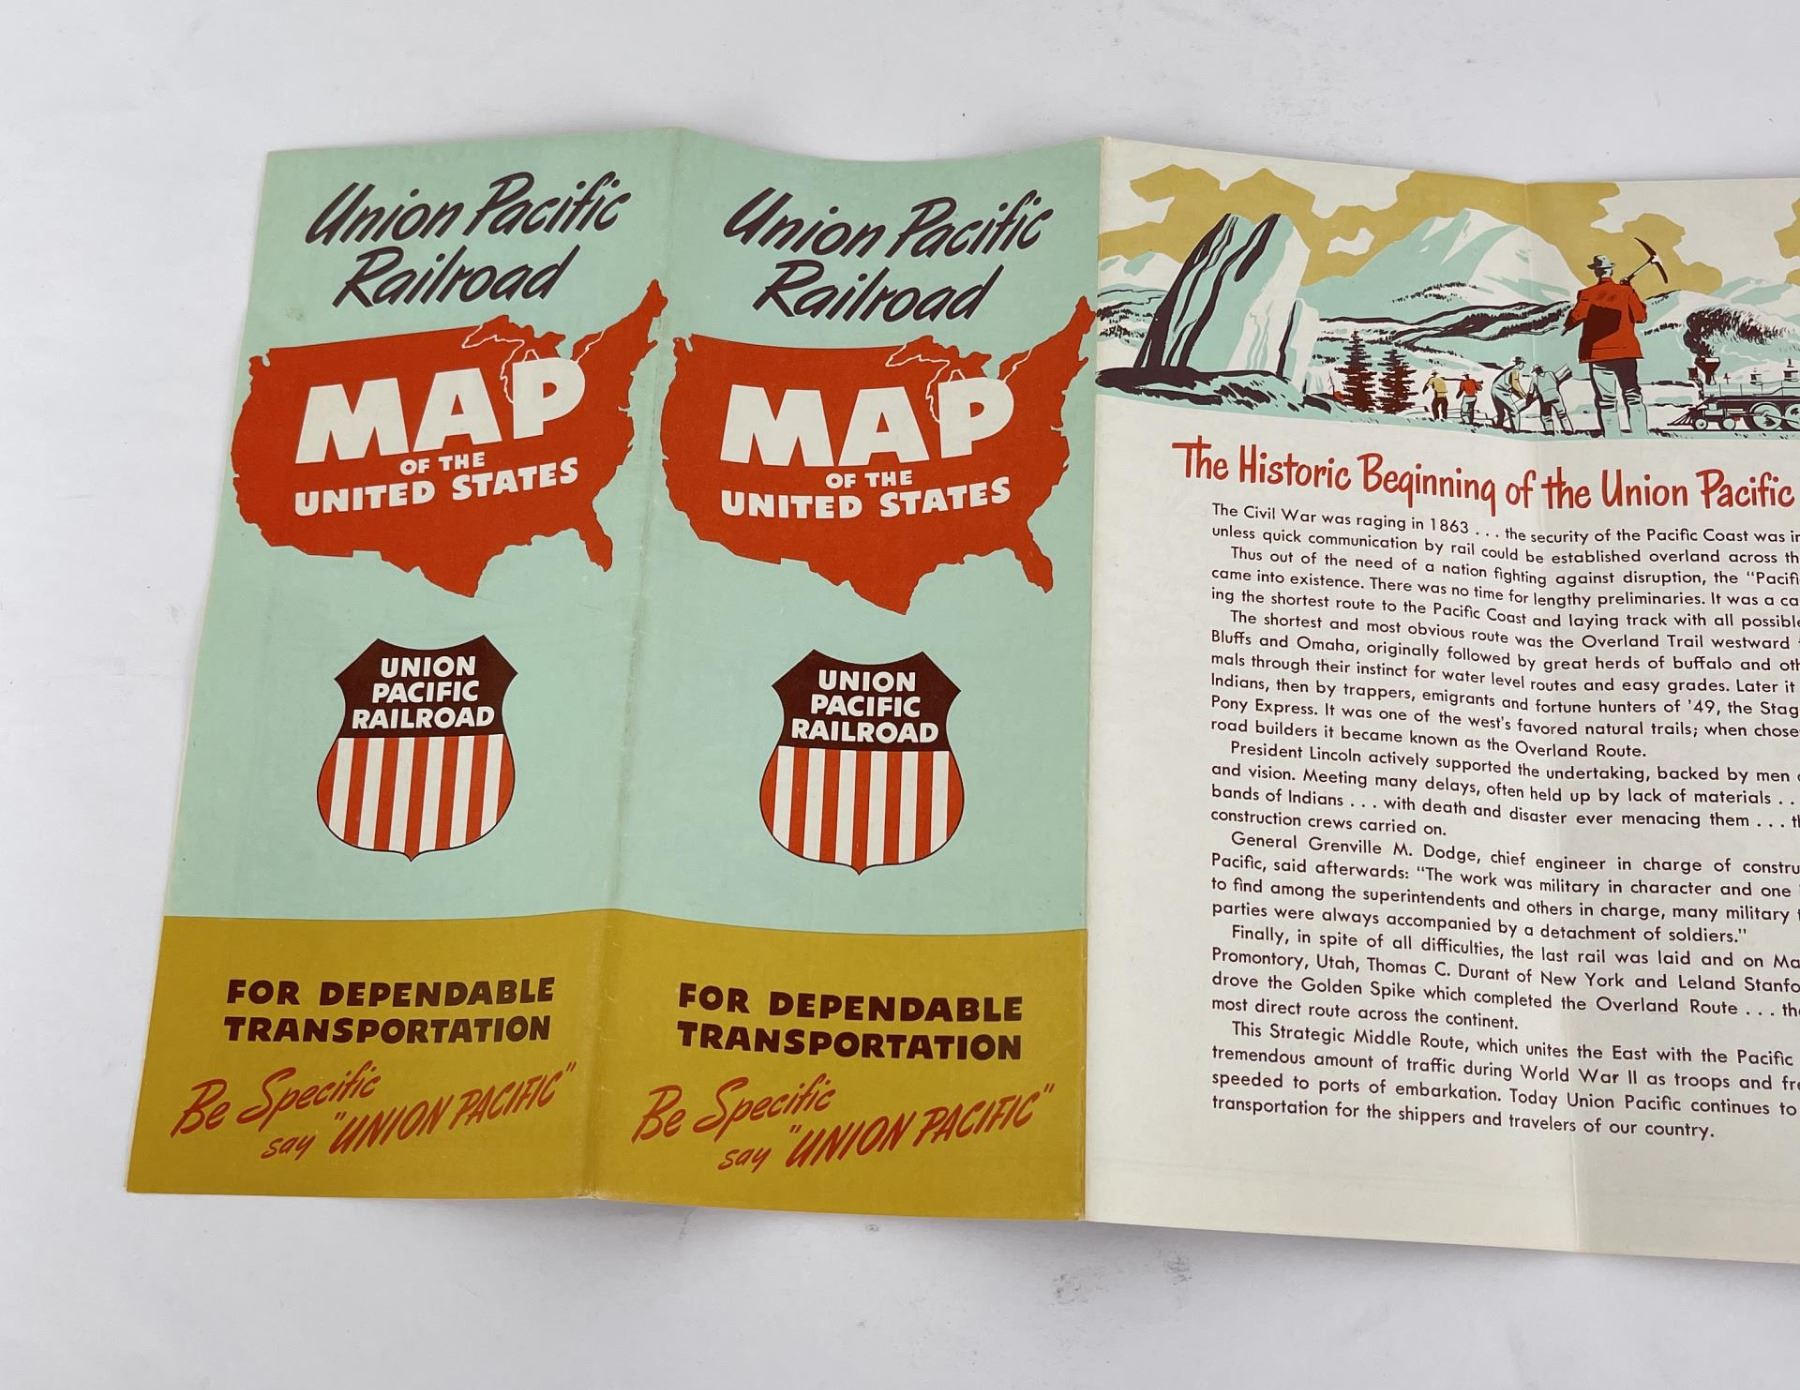 Union Pacific
Railroad
MAP
OF THE
UNITED STATES
UNION
PACIFIC
RAILROAD
FOR DEPENDABLE
TRANSPORTATION
Be Specific
say "UNION PACIFIC"
Union Pacific
Railroad
MAP
OF THE
UNITED STATES
UNION
PACIFIC
RAILROAD
FOR DEPENDABLE
TRANSPORTATION
Be Specific
say "UNION PACIFIC"
The Historic Beginning of the Union Pacific
The Civil War was raging in 1863 . . . the security of the Pacific Coast was
unless quick communication by rail could be established overland across
Thus out of the need of a nation fighting against disruption, the
came into existence. There was no time for lengthy preliminaries. It was a
ing the shortest route to the Pacific Coast and laying track with all
The shortest and most obvious route was the Overland Trail westward
Bluffs and Omaha, originally followed by great herds of buffalo and
mals through their instinct for water level routes and easy grades. Later it
Indians, then by trappers, emigrants and fortune hunters of '49, the
Pony Express. It was one of the west's favored natural trails; when
road builders it became known as the Overland Route.
President Lincoln actively supported the undertaking, backed by men
and vision. Meeting many delays, often held up by lack of materials . .
bands of Indians . . . with death and disaster ever menacing them . . .
construction crews carried on.
General Grenville M. Dodge, chief engineer in charge of
Pacific, said afterwards: "The work was military in character and one
to find among the superintendents and others in charge, many military
parties were always accompanied by a detachment of soldiers."
Finally, in spite of all difficulties, the last rail was laid and on
Promontory, Utah, Thomas C. Durant of New York and Leland
drove the Golden Spike which completed the Overland Route . . .
most direct route across the continent.
This Strategic Middle Route, which unites the East with the Pacific
tremendous amount of traffic during World War II as troops and
speeded to ports of embarkation. Today Union Pacific continues to
transportation for the shippers and travelers of our country.